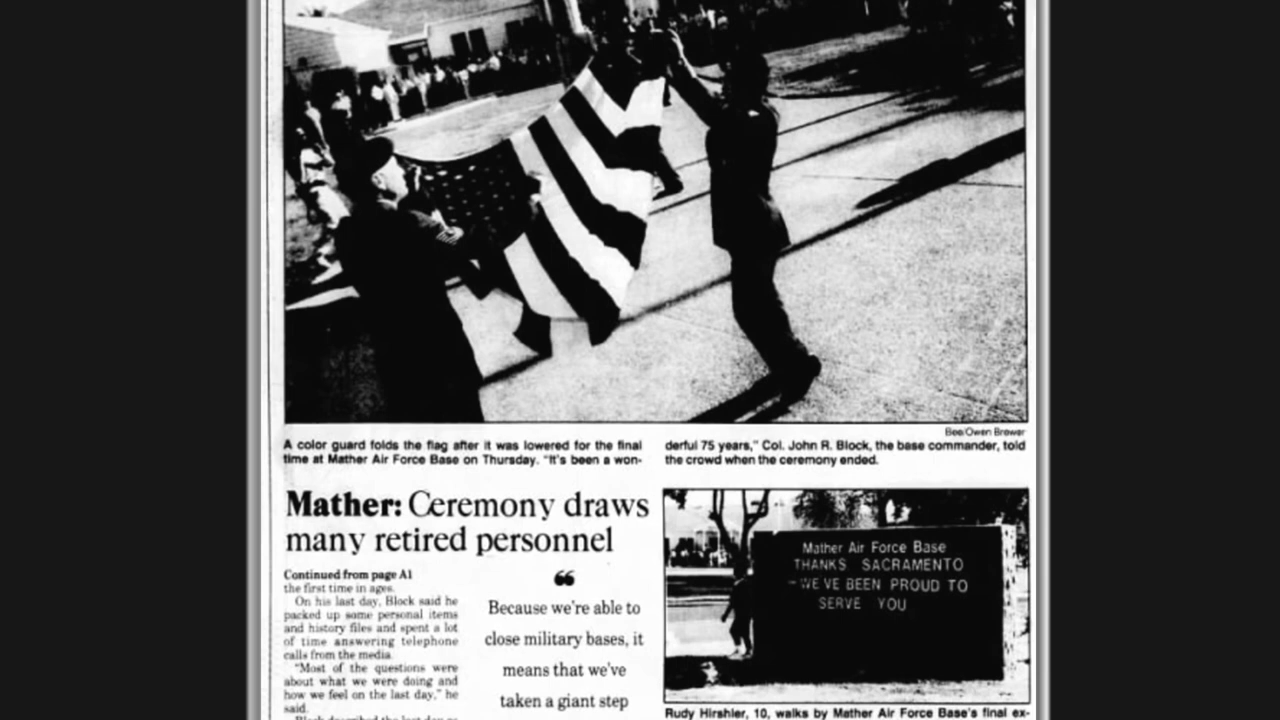 Bee/Owen Brewer
A color guard folds the flag after it was lowered for the final
time at Mather Air Force Base on Thursday. "It's been a won-
derful 75 years," Col. John R. Block, the base commander, told
the crowd when the ceremony ended.
Mather: Ceremony draws
many retired personnel
Continued from page A1
the first time in ages.
On his last day, Block said he
packed up some personal items
and history files and spent a lot
of time answering telephone
calls from the media.
"Most of the questions were
about what we were doing and
how we feel on the last day," he
said.
Block described the last day as
“
Because we're able to
close military bases, it
means that we've
taken a giant step
Mather Air Force Base
THANKS SACRAMENTO
WE'VE BEEN PROUD TO
SERVE YOU
Rudy Hirshler, 10, walks by Mather Air Force Base's final ex-